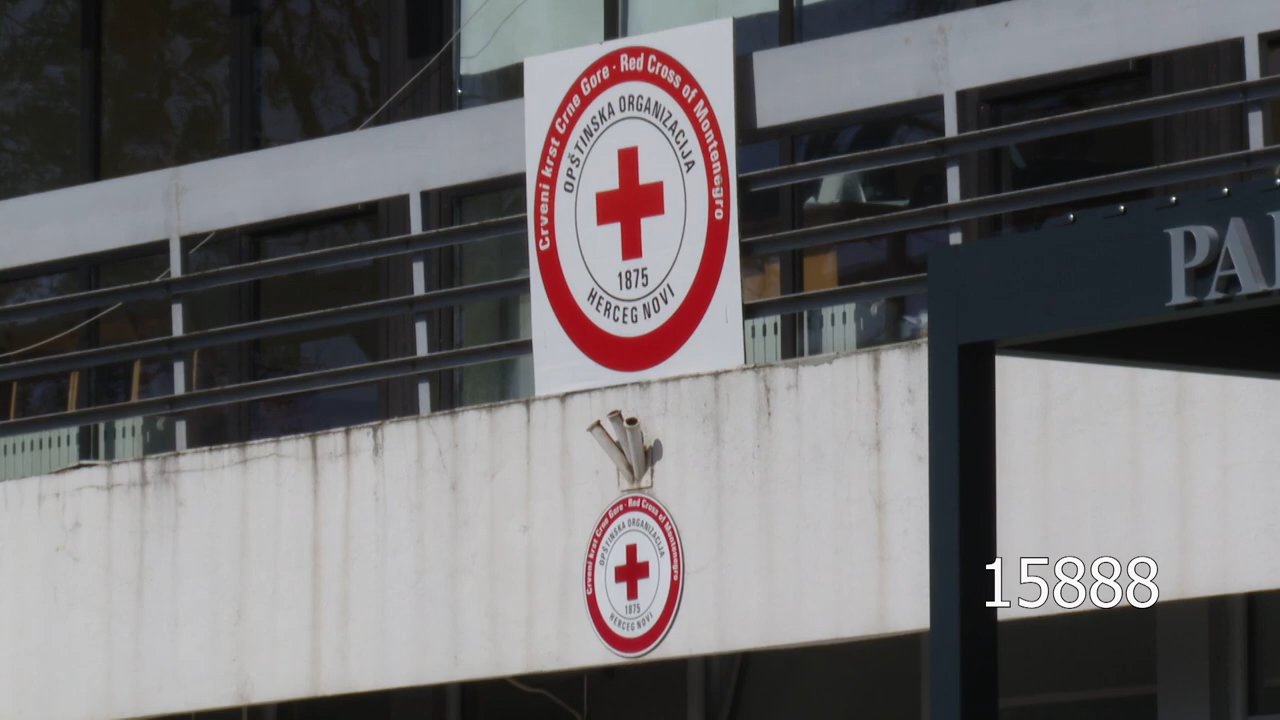 Crveni krst Crne Gore · Red Cross of Montenegro
OPŠTINSKA ORGANIZACIJA
1875
HERCEG NOVI
Crveni krst Crne Gore · Red Cross of Montenegro
OPŠTINSKA ORGANIZACIJA
1875
HERCEG NOVI
15888